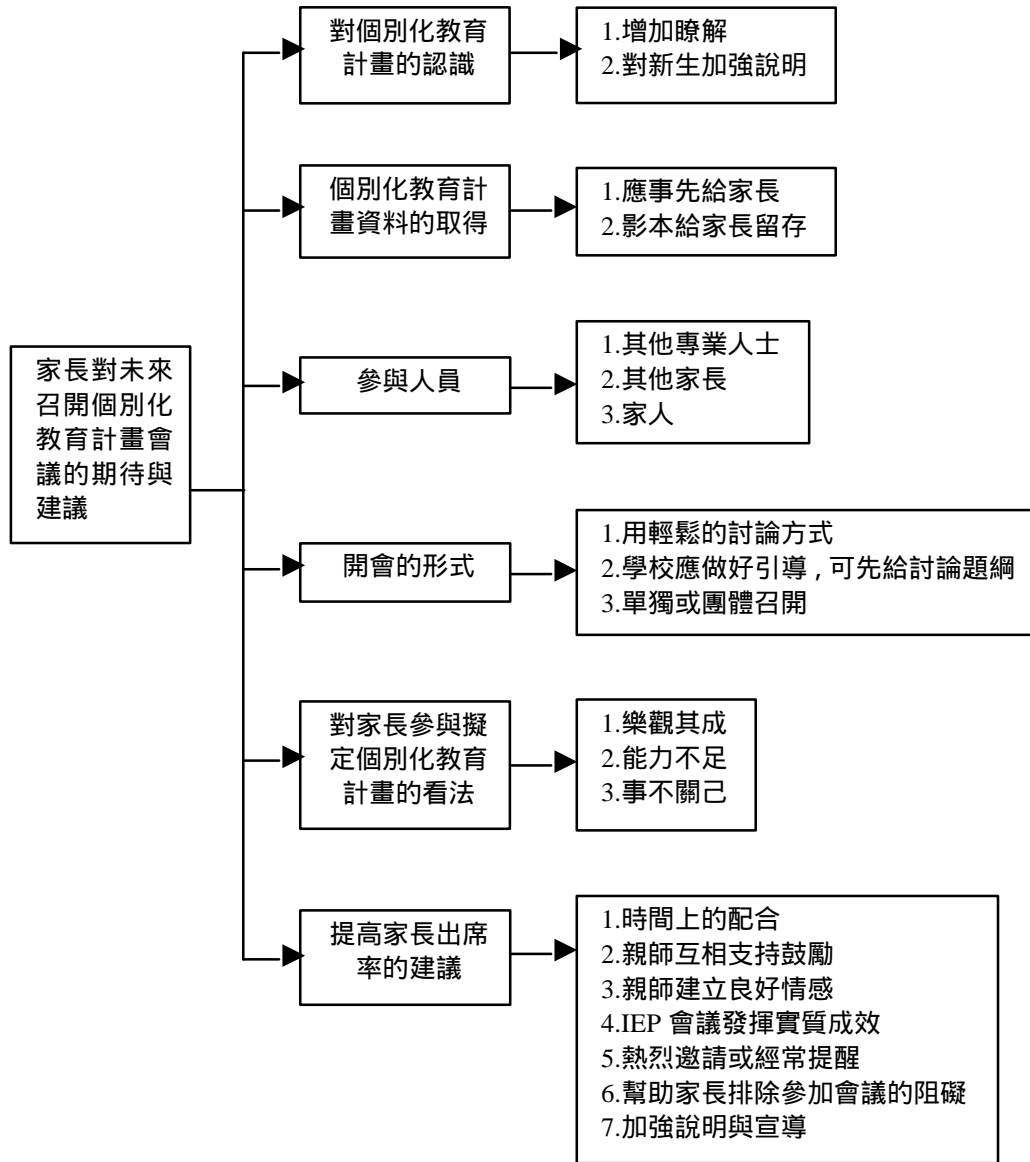 對個別化教育
計畫的認識
1.增加瞭解
2.對新生加強說明
個別化教育計
畫資料的取得
1.應事先給家長
2.影本給家長留存
家長對未來
召開個別化
教育計畫會
議的期待與
建議
參與人員
1.其他專業人士
2.其他家長
3.家人
開會的形式
1.用輕鬆的討論方式
2.學校應做好引導,可先給討論題綱
3.單獨或團體召開
對家長參與擬
定個別化教育
計畫的看法
1.樂觀其成
2.能力不足
3.事不關己
提高家長出席
率的建議
1.時間上的配合
2.親師互相支持鼓勵
3.親師建立良好情感
4.IEP 會議發揮實質成效
5.熱烈邀請或經常提醒
6.幫助家長排除參加會議的阻礙
7.加強說明與宣導